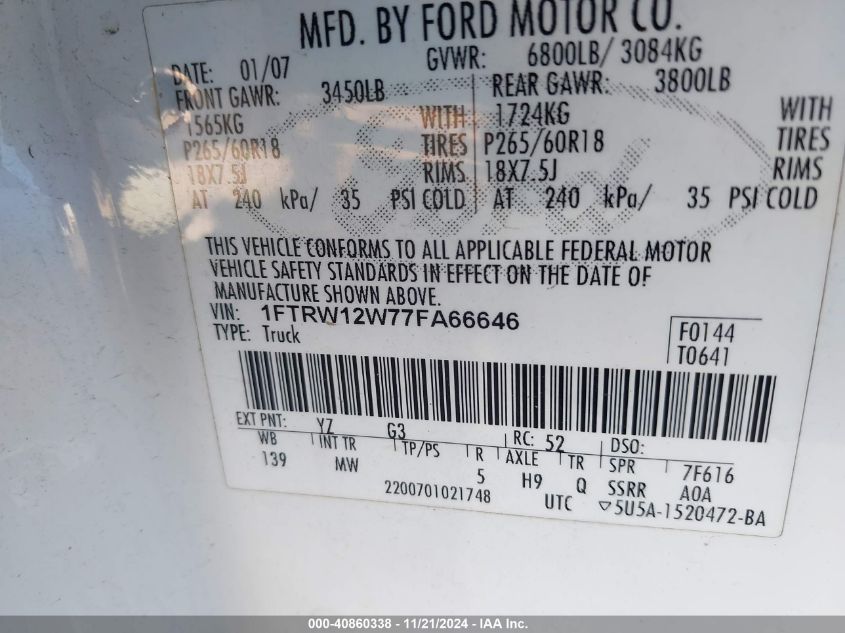 MFD. BY FORD MOTOR CO.
DATE: 01/07 GVWR: 6800LB/ 3084KG
FRONT GAWR: 3450LB REAR GAWR: 3800LB
1565KG WITH 1724KG WITH
P265/60R18 TIRES P265/60R18 TIRES
18X7.5J RIMS 18X7.5J RIMS
AT 240 kPa/ 35 PSI COLD AT 240 kPa/ 35 PSI COLD
THIS VEHICLE CONFORMS TO ALL APPLICABLE FEDERAL MOTOR
VEHICLE SAFETY STANDARDS IN EFFECT ON THE DATE OF
MANUFACTURE SHOWN ABOVE.
VIN: 1FTRW12W77FA66646
TYPE: Truck
F0144
T0641
EXT PNT: YZ G3 RC: 52 DSO:
WB INT TR TP/PS R AXLE TR SPR 7F616
139 MW 5 H9 Q SSRR A0A
2200701021748 UTC ▽5U5A-1520472-BA
Ford
000-40860338 - 11/21/2024 - IAA Inc.